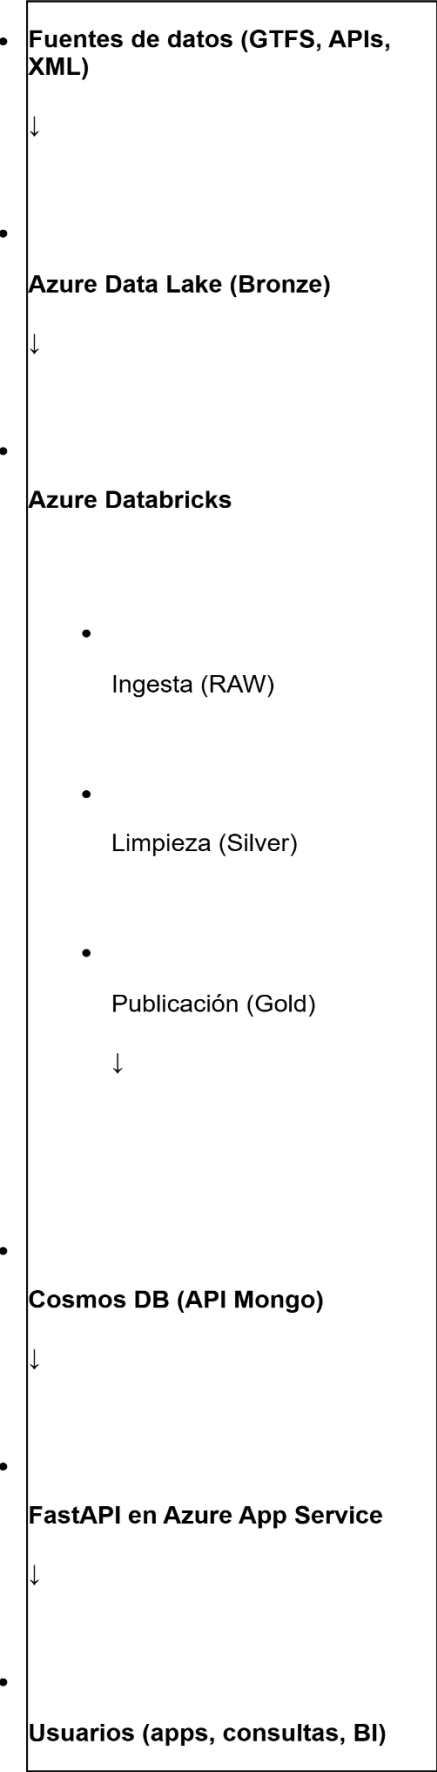 • Fuentes de datos (GTFS, APIs,
XML)
↓
•
Azure Data Lake (Bronze)
↓
•
Azure Databricks
•
Ingesta (RAW)
•
Limpieza (Silver)
•
Publicación (Gold)
↓
•
Cosmos DB (API Mongo)
↓
•
FastAPI en Azure App Service
↓
•
Usuarios (apps, consultas, BI)